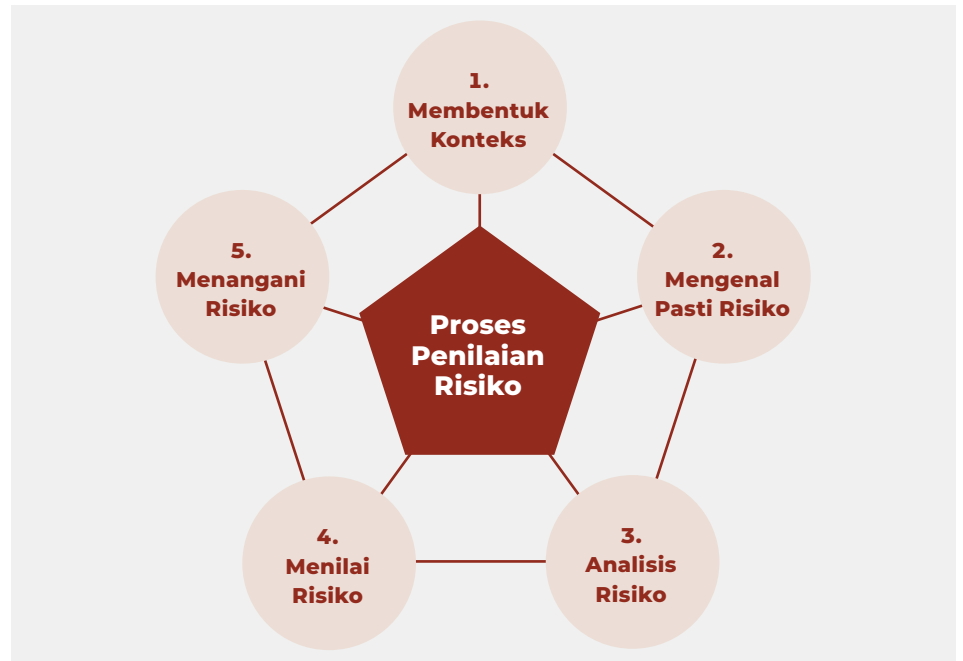 1.
Membentuk
Konteks
5.
Menangani
Risiko
2.
Mengenal
Pasti Risiko
Proses
Penilaian
Risiko
4.
Menilai
Risiko
3.
Analisis
Risiko